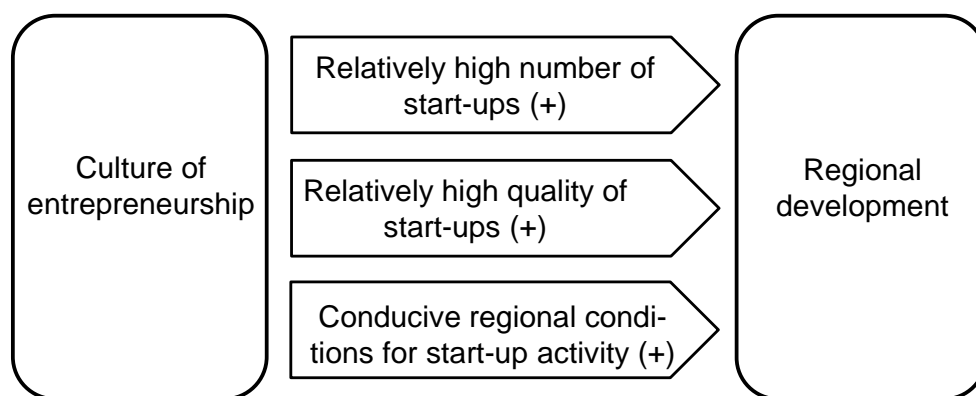 Culture of
entrepreneurship
Relatively high number of
start-ups (+)
Relatively high quality of
start-ups (+)
Conducive regional condi-
tions for start-up activity (+)
Regional
development